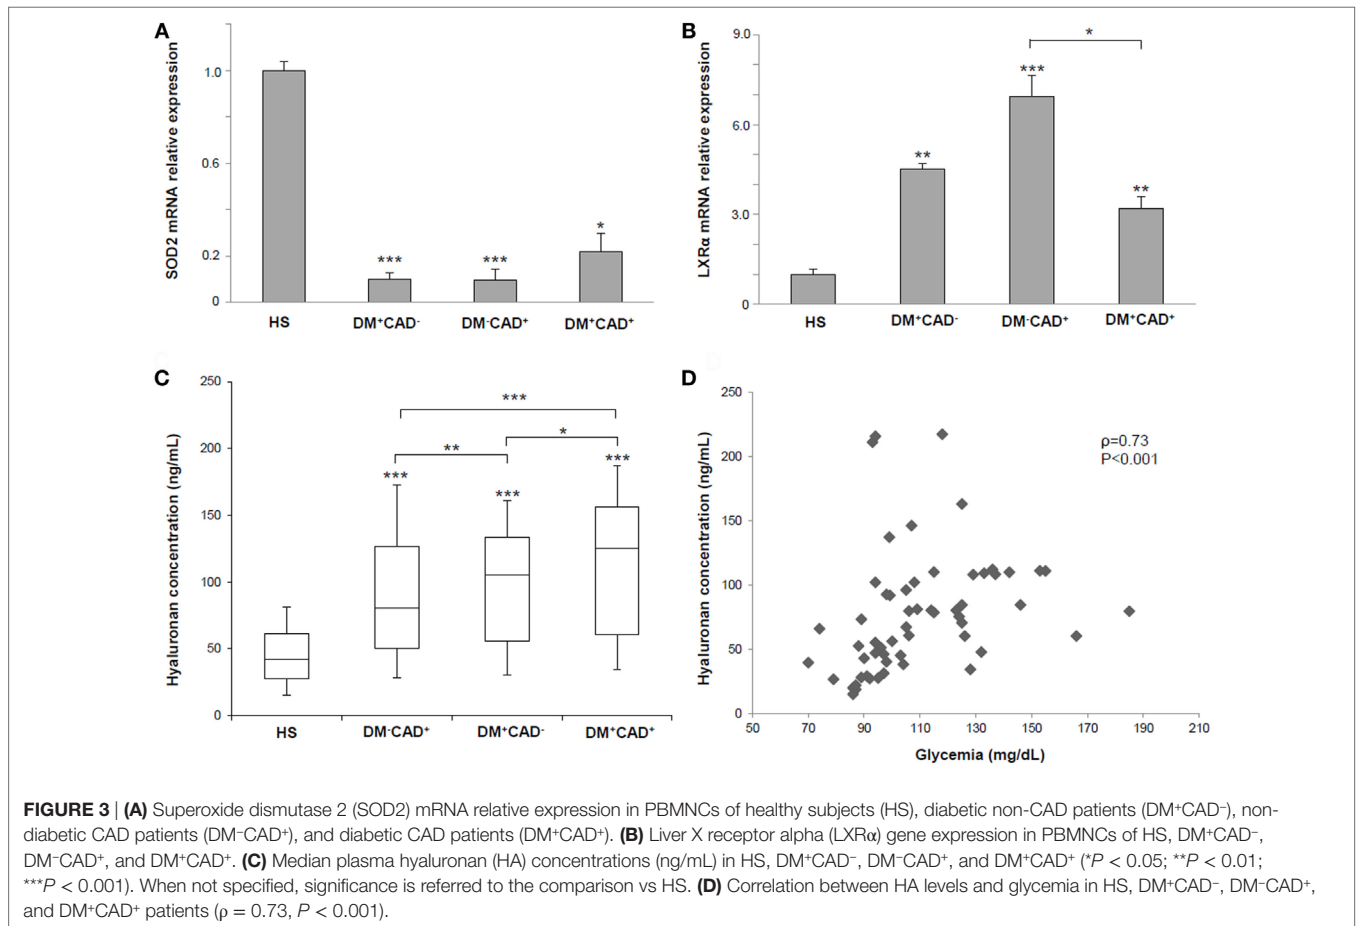 A
SOD2 mRNA relative expression
1.0
0.6
0.2
0
***
***
*
HS
DM⁺CAD⁻
DM⁻CAD⁺
DM⁺CAD⁺
B
LXRα mRNA relative expression
9.0
6.0
3.0
0
**
***
**
*
HS
DM⁺CAD⁻
DM⁻CAD⁺
DM⁺CAD⁺
C
Hyaluronan concentration (ng/mL)
250
200
150
100
50
0
***
**
*
***
***
***
HS
DM⁻CAD⁺
DM⁺CAD⁻
DM⁺CAD⁺
D
Hyaluronan concentration (ng/mL)
250
200
150
100
50
0
ρ=0.73
P<0.001
50 70 90 110 130 150 170 190 210
Glycemia (mg/dL)
FIGURE 3 | (A) Superoxide dismutase 2 (SOD2) mRNA relative expression in PBMNCs of healthy subjects (HS), diabetic non-CAD patients (DM⁺CAD⁻), non-
diabetic CAD patients (DM⁻CAD⁺), and diabetic CAD patients (DM⁺CAD⁺). (B) Liver X receptor alpha (LXRα) gene expression in PBMNCs of HS, DM⁺CAD⁻,
DM⁻CAD⁺, and DM⁺CAD⁺. (C) Median plasma hyaluronan (HA) concentrations (ng/mL) in HS, DM⁺CAD⁻, DM⁻CAD⁺, and DM⁺CAD⁺ (*P < 0.05; **P < 0.01;
***P < 0.001). When not specified, significance is referred to the comparison vs HS. (D) Correlation between HA levels and glycemia in HS, DM⁺CAD⁻, DM⁻CAD⁺,
and DM⁺CAD⁺ patients (ρ = 0.73, P < 0.001).